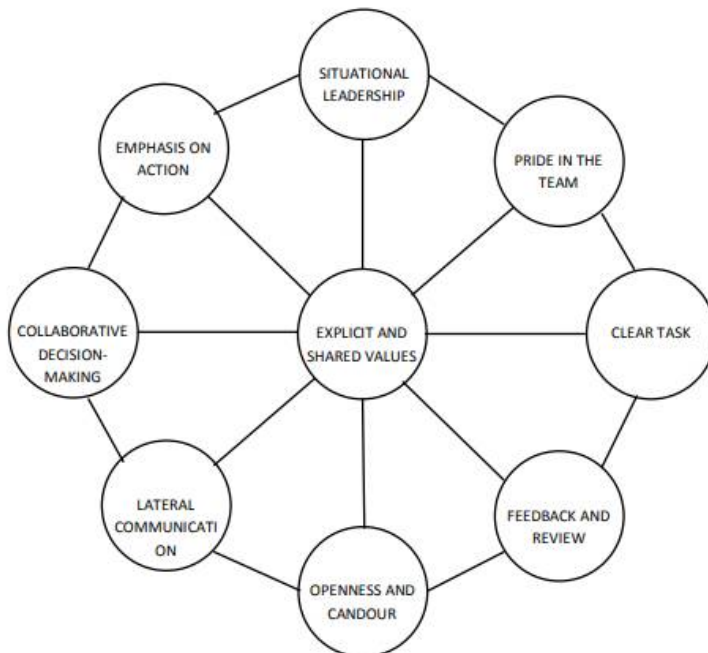 SITUATIONAL
LEADERSHIP
EMPHASIS ON
ACTION
PRIDE IN THE
TEAM
COLLABORATIVE
DECISION-
MAKING
EXPLICIT AND
SHARED VALUES
CLEAR TASK
LATERAL
COMMUNICATI
ON
FEEDBACK AND
REVIEW
OPENNESS AND
CANDOUR